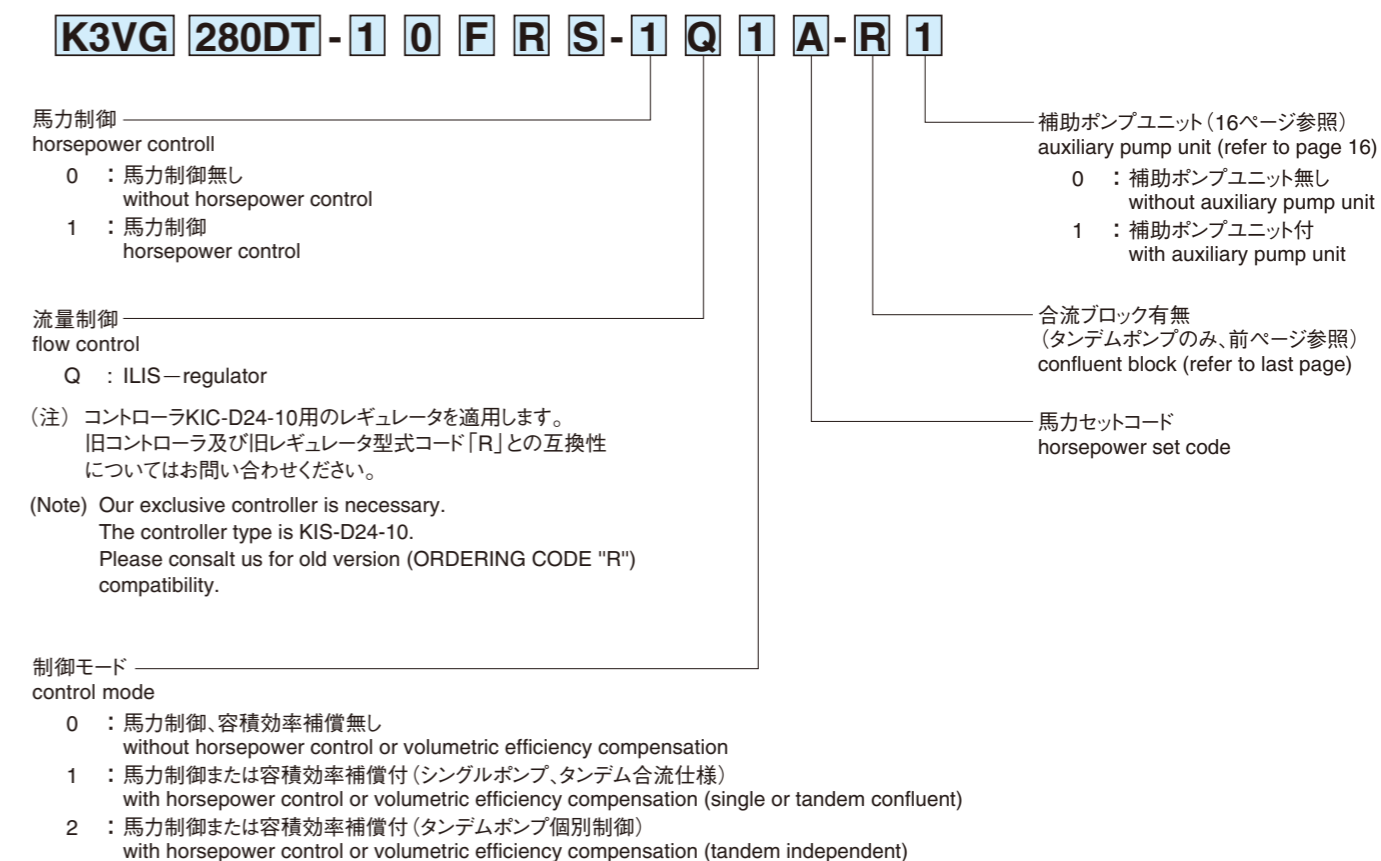 K3VG 280DT - 1 0 F R S - 1 Q 1 A - R 1
馬力制御
horsepower controll
0 : 馬力制御無し
without horsepower control
1 : 馬力制御
horsepower control
流量制御
flow control
Q : ILIS－regulator
（注） コントローラKIC-D24-10用のレギュレータを適用します。
旧コントローラ及び旧レギュレータ型式コード「R」との互換性
についてはお問い合わせください。
(Note) Our exclusive controller is necessary.
The controller type is KIS-D24-10.
Please consalt us for old version (ORDERING CODE "R")
compatibility.
制御モード
control mode
0 : 馬力制御、容積効率補償無し
without horsepower control or volumetric efficiency compensation
1 : 馬力制御または容積効率補償付（シングルポンプ、タンデム合流仕様）
with horsepower control or volumetric efficiency compensation (single or tandem confluent)
2 : 馬力制御または容積効率補償付（タンデムポンプ個別制御）
with horsepower control or volumetric efficiency compensation (tandem independent)
補助ポンプユニット（16ページ参照）
auxiliary pump unit (refer to page 16)
0 : 補助ポンプユニット無し
without auxiliary pump unit
1 : 補助ポンプユニット付
with auxiliary pump unit
合流ブロック有無
（タンデムポンプのみ、前ページ参照）
confluent block (refer to last page)
馬力セットコード
horsepower set code